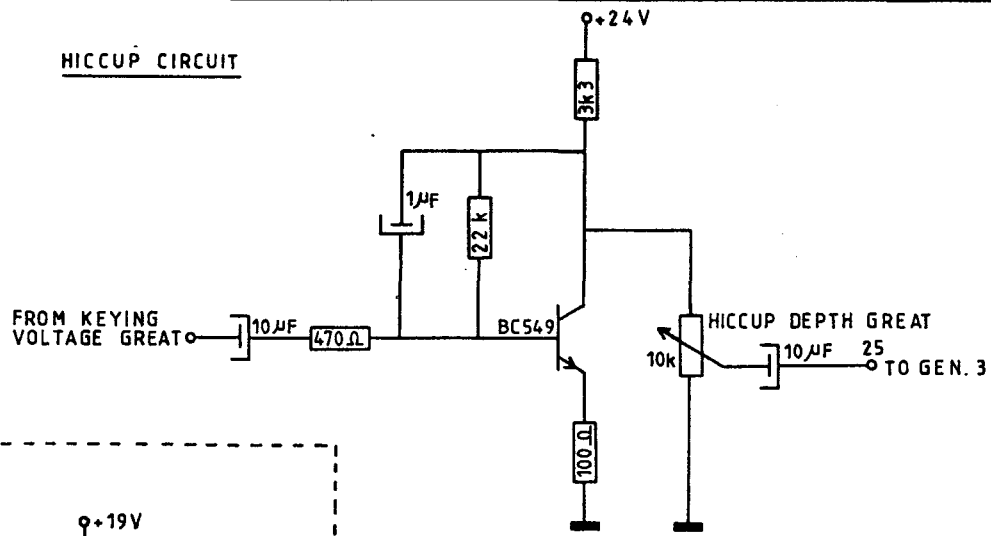 +24V
HICCUP CIRCUIT
3k3
1µF
22k
FROM KEYING
VOLTAGE GREAT
10µF
470Ω
BC549
HICCUP DEPTH GREAT
10k
10µF
25
TO GEN. 3
100Ω
+19V